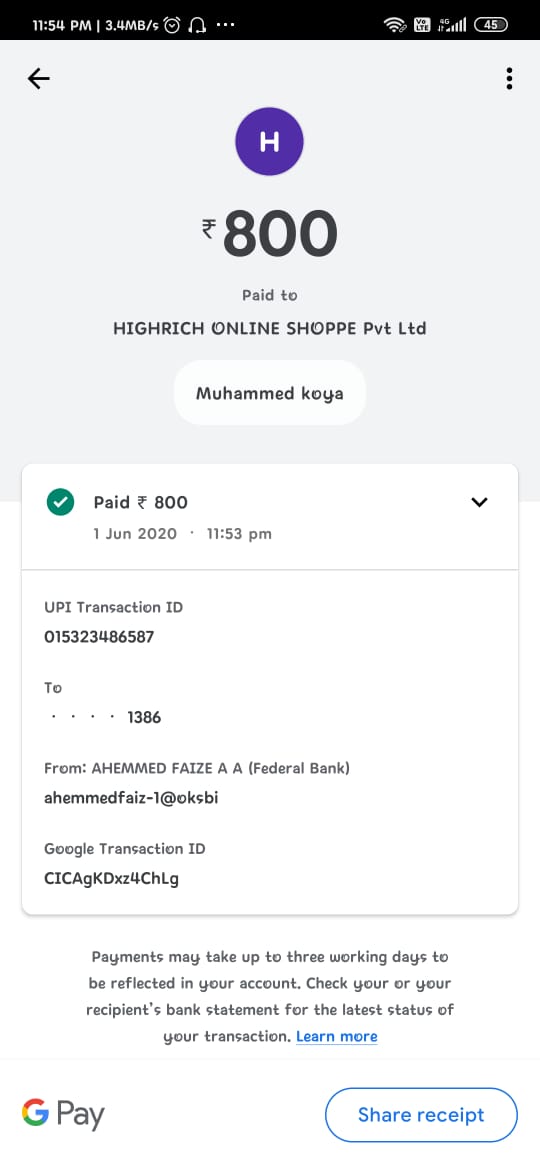 11:54 PM | 3.4MB/s ...
Vo LTE 4G 45
H
₹800
Paid to
HIGHRICH ONLINE SHOPPE Pvt Ltd
Muhammed koya
Paid ₹ 800
1 Jun 2020 · 11:53 pm
UPI Transaction ID
015323486587
To
· · · · 1386
From: AHEMMED FAIZE A A (Federal Bank)
ahemmedfaiz-1@oksbi
Google Transaction ID
CICAgKDxz4ChLg
Payments may take up to three working days to
be reflected in your account. Check your or your
recipient's bank statement for the latest status of
your transaction. Learn more
G Pay
Share receipt